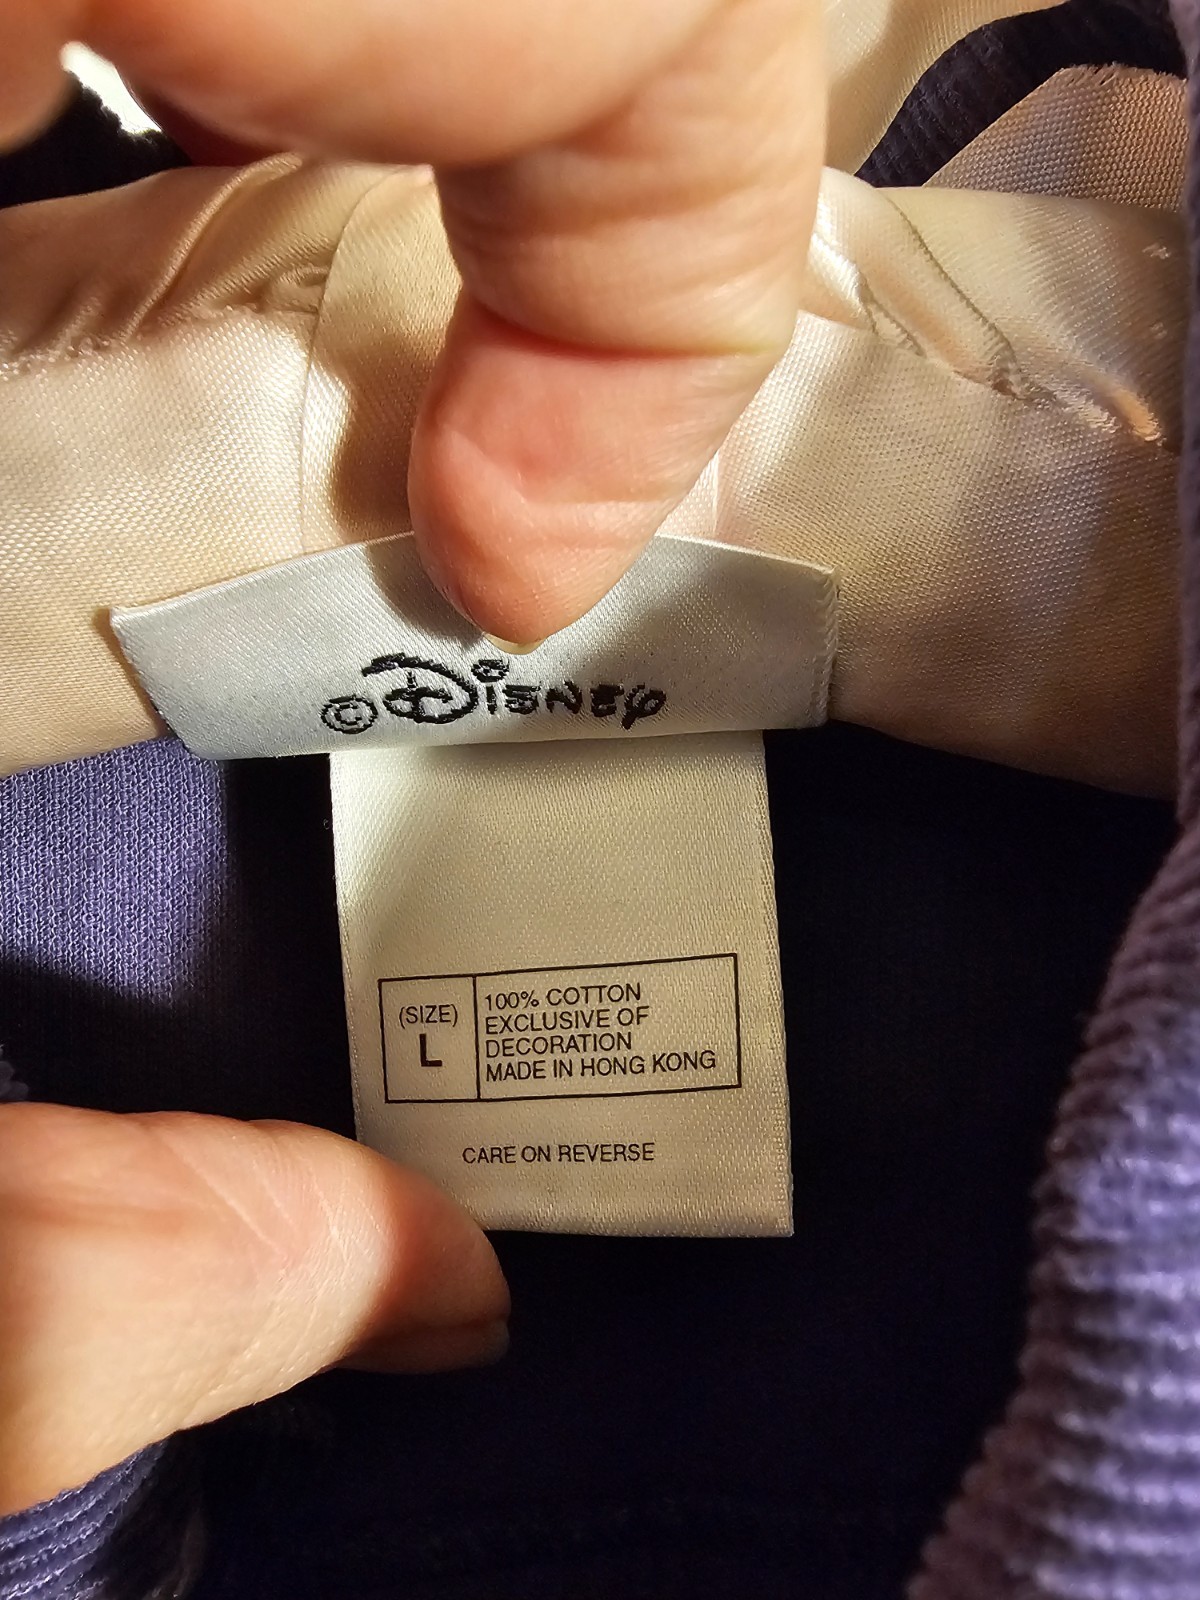 ©Disney
(SIZE)
L
100% COTTON
EXCLUSIVE OF
DECORATION
MADE IN HONG KONG
CARE ON REVERSE